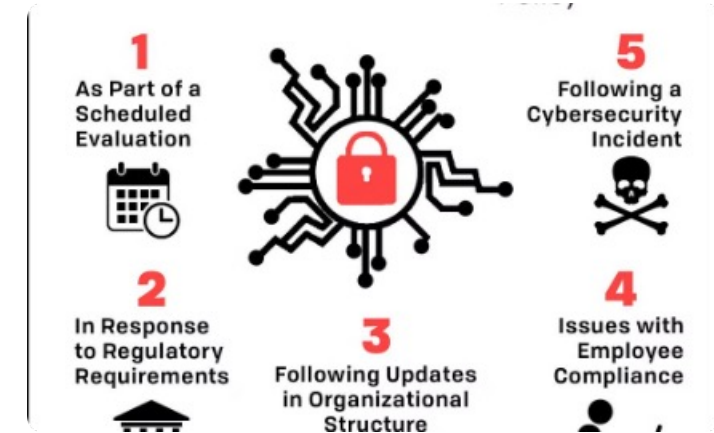 1
As Part of a
Scheduled
Evaluation
2
In Response
to Regulatory
Requirements
3
Following Updates
in Organizational
Structure
4
Issues with
Employee
Compliance
5
Following a
Cybersecurity
Incident